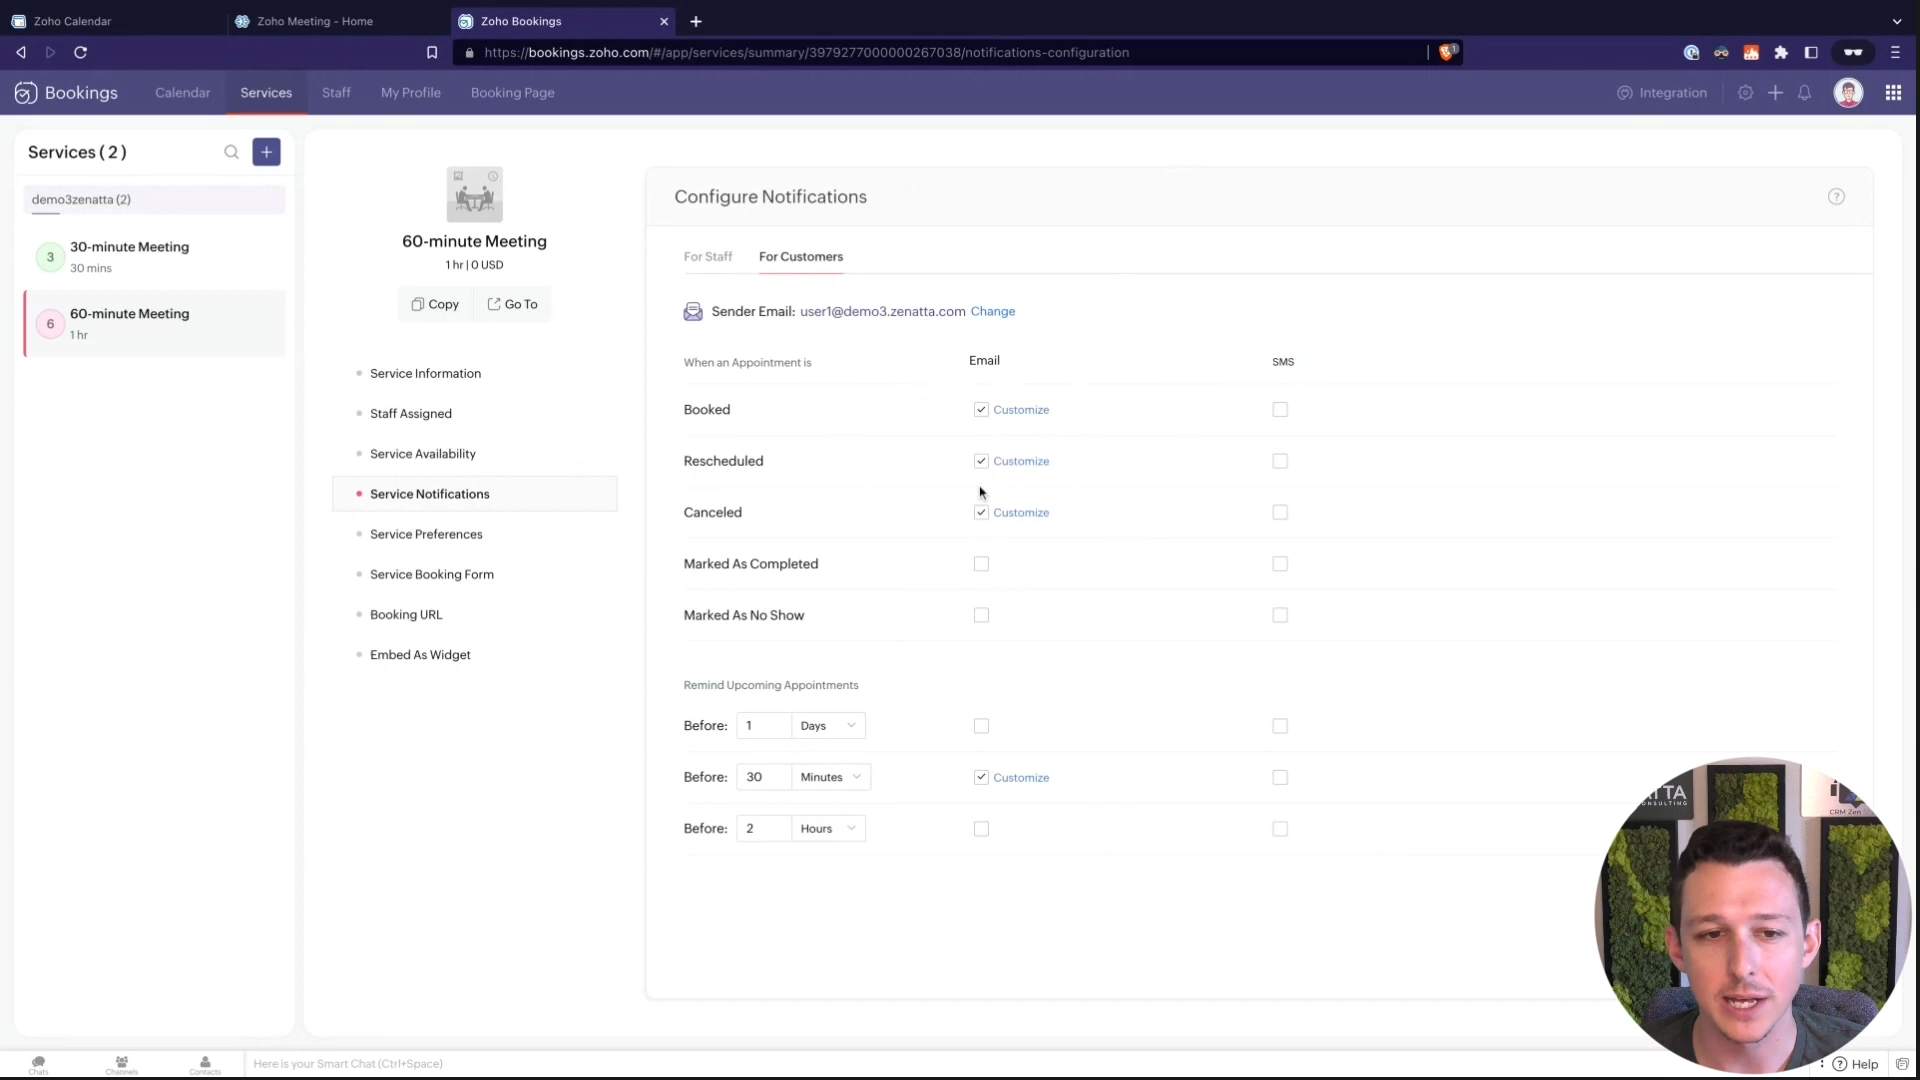 Zoho Calendar
Zoho Meeting - Home
Zoho Bookings
https://bookings.zoho.com/#/app/services/summary/3979277000000267038/notifications-configuration
1
Bookings
Calendar
Services
Staff
My Profile
Booking Page
Integration
Services ( 2 )
demo3zenatta (2)
3
30-minute Meeting
30 mins
6
60-minute Meeting
1 hr
60-minute Meeting
1 hr | 0 USD
Copy
Go To
Service Information
Staff Assigned
Service Availability
Service Notifications
Service Preferences
Service Booking Form
Booking URL
Embed As Widget
Configure Notifications
For Staff
For Customers
Sender Email: user1@demo3.zenatta.com Change
When an Appointment is
Email
SMS
Booked
Customize
Rescheduled
Customize
Canceled
Customize
Marked As Completed
Marked As No Show
Remind Upcoming Appointments
Before: 1 Days
Before: 30 Minutes
Customize
Before: 2 Hours
CRM Zen
Chats
Channels
Contacts
Here is your Smart Chat (Ctrl+Space)
Help